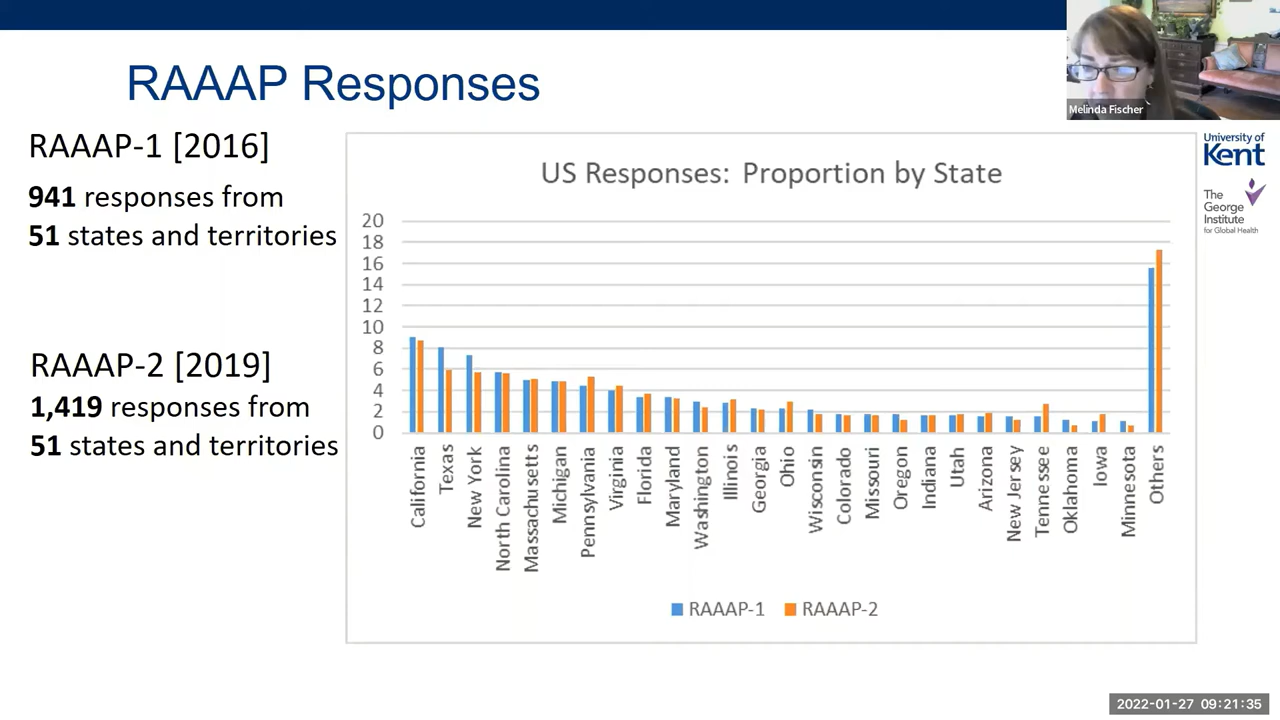 RAAAP Responses
Melinda Fischer
RAAAP-1 [2016]
941 responses from
51 states and territories
RAAAP-2 [2019]
1,419 responses from
51 states and territories
US Responses: Proportion by State
20
18
16
14
12
10
8
6
4
2
0
California
Texas
New York
North Carolina
Massachusetts
Michigan
Pennsylvania
Virginia
Florida
Maryland
Washington
Illinois
Georgia
Ohio
Wisconsin
Colorado
Missouri
Oregon
Indiana
Utah
Arizona
New Jersey
Tennessee
Oklahoma
Iowa
Minnesota
Others
RAAAP-1
RAAAP-2
University of
Kent
The
George
Institute
for Global Health
2022-01-27 09:21:35